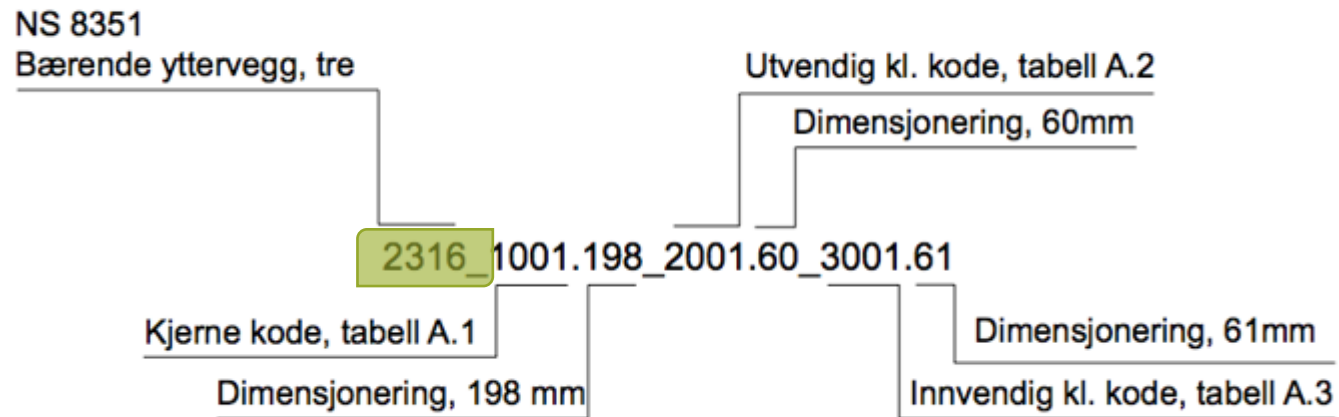 NS 8351
Bærende yttervegg, tre
Utvendig kl. kode, tabell A.2
Dimensjonering, 60mm
2316_1001.198_2001.60_3001.61
Kjerne kode, tabell A.1
Dimensjonering, 61mm
Dimensjonering, 198 mm
Innvendig kl. kode, tabell A.3